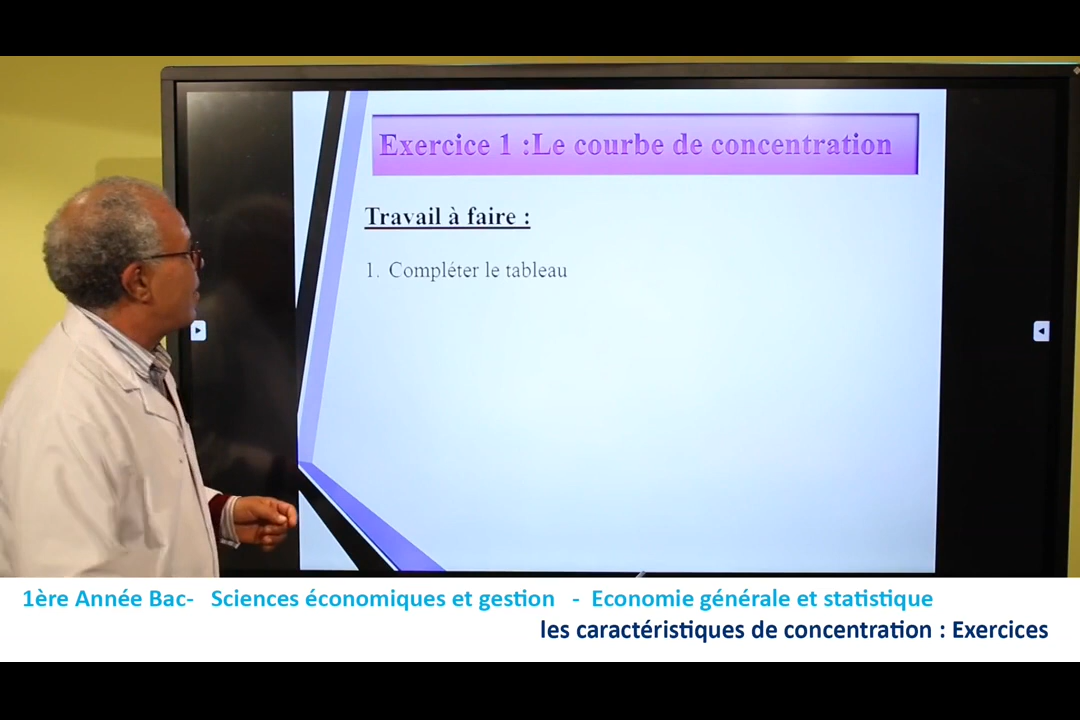 Exercice 1 :Le courbe de concentration
Travail à faire :
1. Compléter le tableau
1ère Année Bac- Sciences économiques et gestion - Economie générale et statistique
les caractéristiques de concentration : Exercices